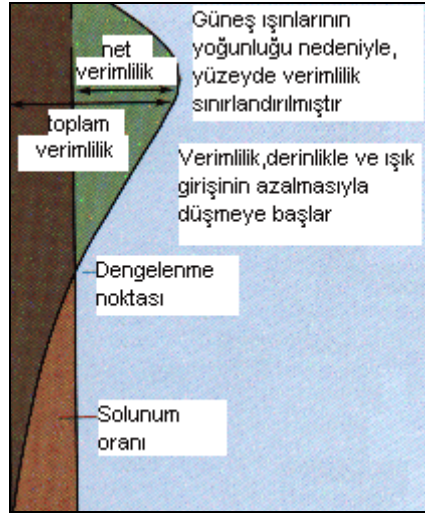 Güneş ışınlarının
yoğunluğu nedeniyle,
yüzeyde verimlilik
sınırlandırılmıştır
net
verimlilik
toplam
verimlilik
Verimlilik,derinlikle ve ışık
girişinin azalmasıyla
düşmeye başlar
Dengelenme
noktası
Solunum
oranı